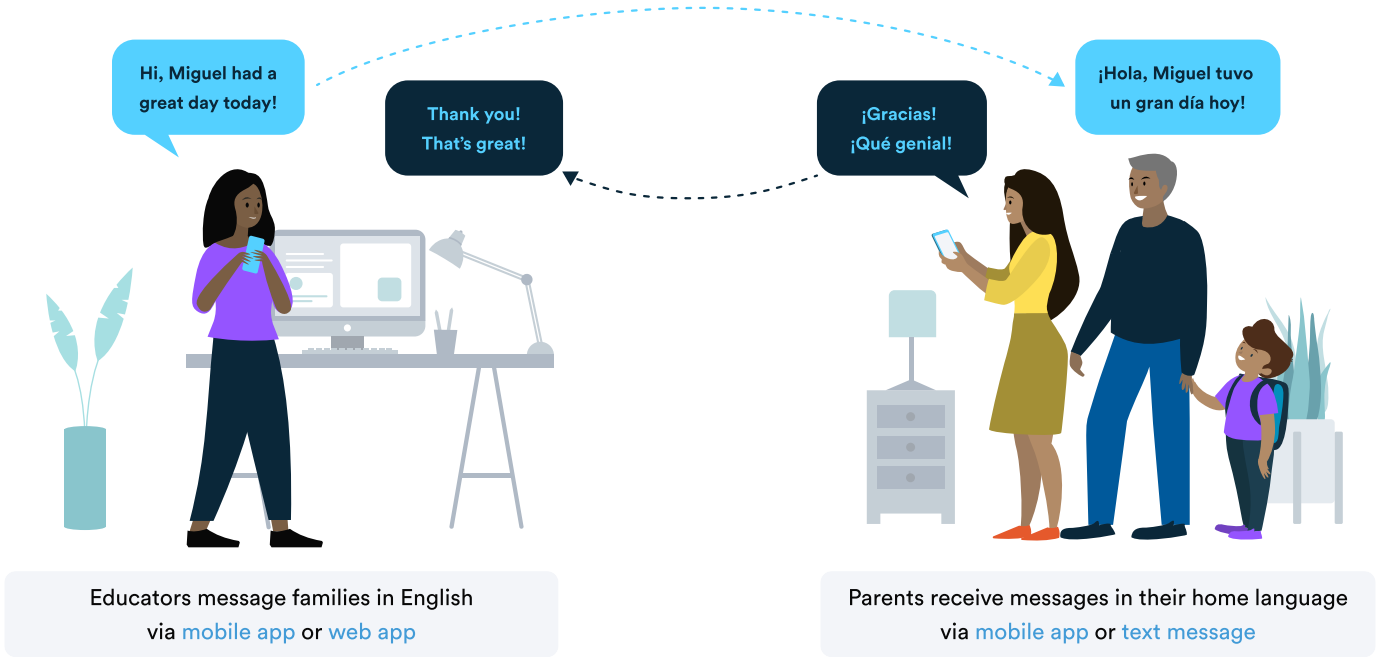 Hi, Miguel had a
great day today!
Thank you!
That's great!
¡Gracias!
¡Qué genial!
¡Hola, Miguel tuvo
un gran día hoy!
Educators message families in English
via mobile app or web app
Parents receive messages in their home language
via mobile app or text message